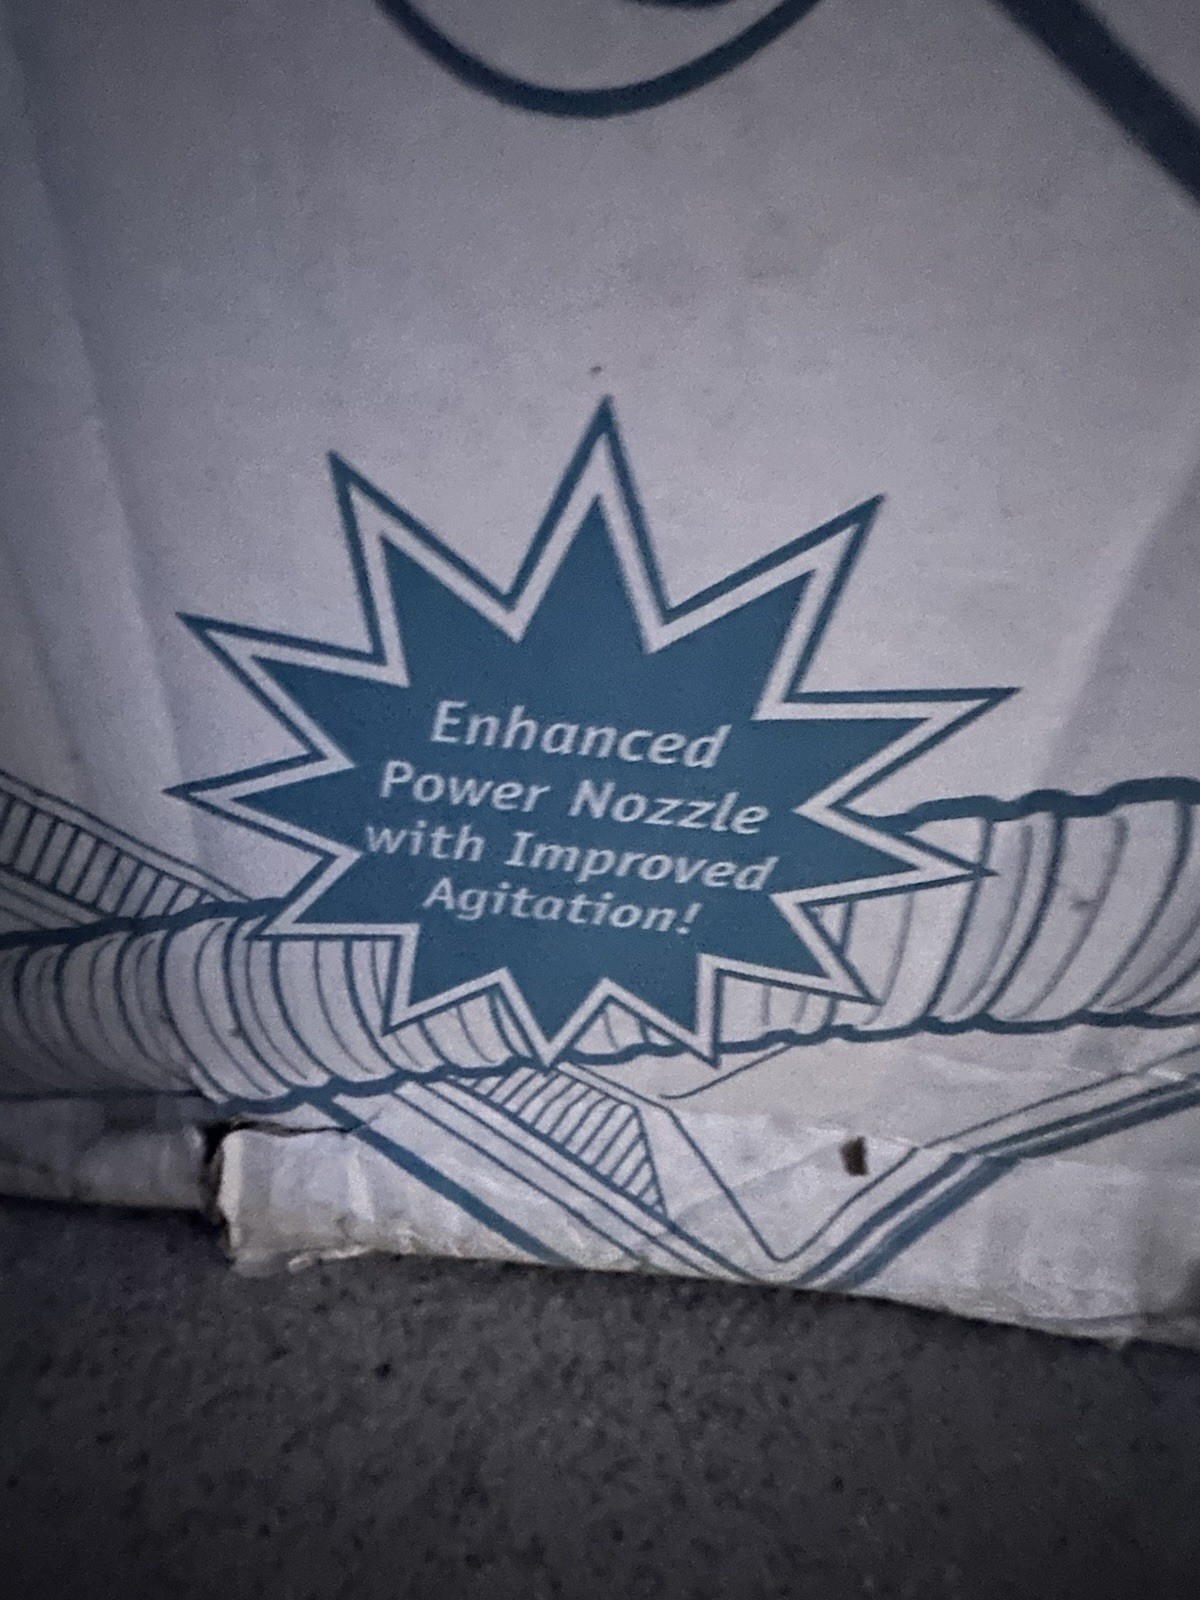 Enhanced
Power Nozzle
with Improved
Agitation!